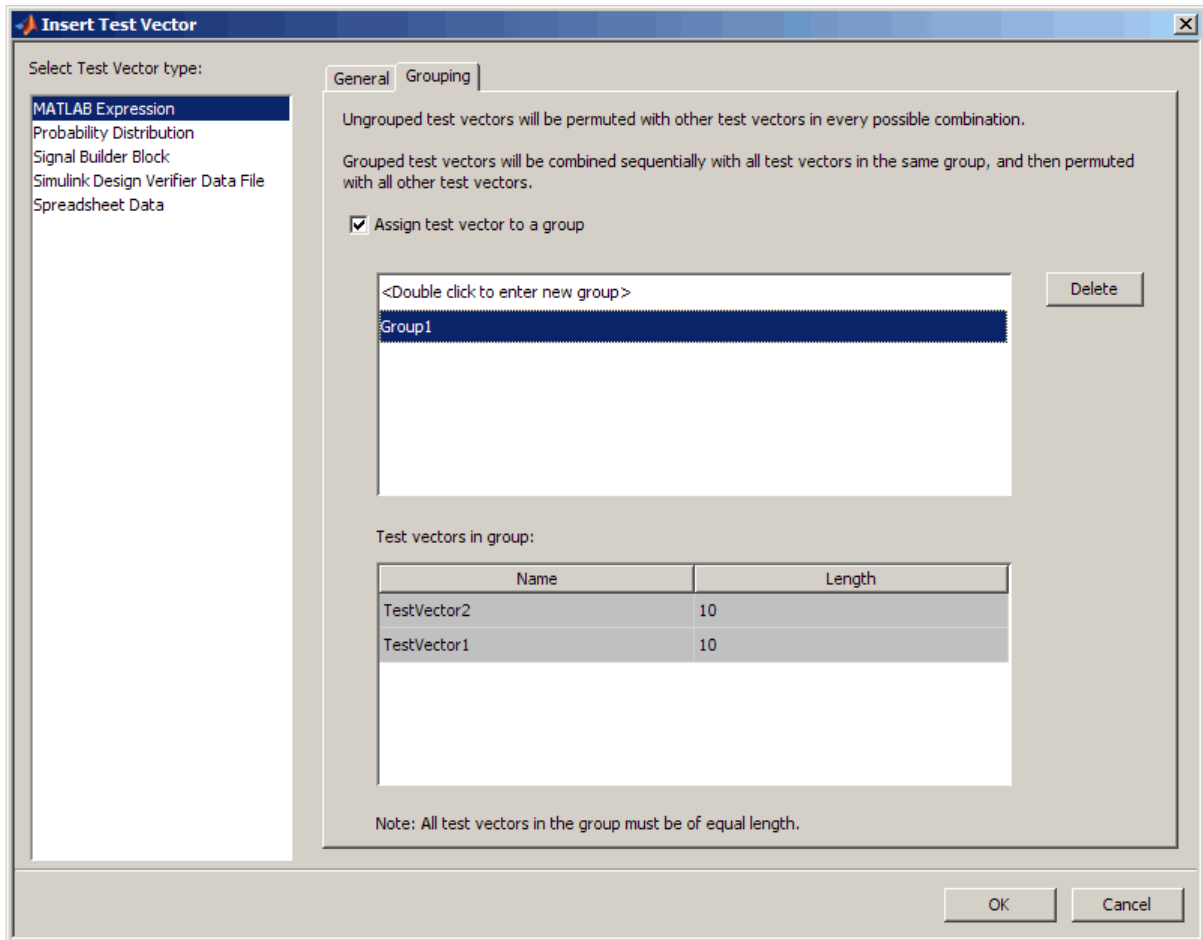 Insert Test Vector
Select Test Vector type:
MATLAB Expression
Probability Distribution
Signal Builder Block
Simulink Design Verifier Data File
Spreadsheet Data
General
Grouping
Ungrouped test vectors will be permuted with other test vectors in every possible combination.
Grouped test vectors will be combined sequentially with all test vectors in the same group, and then permuted
with all other test vectors.
Assign test vector to a group
<Double click to enter new group>
Delete
Group1
Test vectors in group:
Name Length
TestVector2 10
TestVector1 10
Note: All test vectors in the group must be of equal length.
OK Cancel